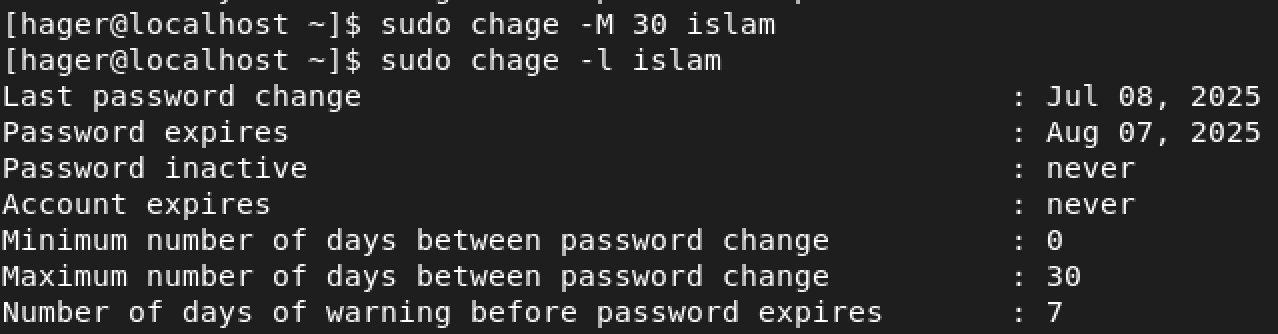 [hager@localhost ~]$ sudo chage -M 30 islam
[hager@localhost ~]$ sudo chage -l islam
Last password change : Jul 08, 2025
Password expires : Aug 07, 2025
Password inactive : never
Account expires : never
Minimum number of days between password change : 0
Maximum number of days between password change : 30
Number of days of warning before password expires : 7